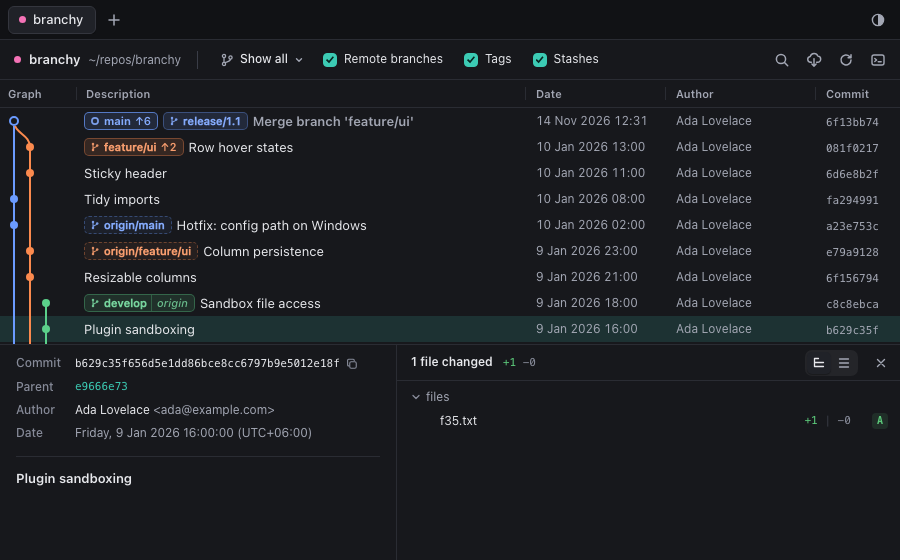 branchy
branchy ~/repos/branchy Show all Remote branches Tags Stashes
Graph Description Date Author Commit
main ↑6 release/1.1 Merge branch 'feature/ui' 14 Nov 2026 12:31 Ada Lovelace 6f13bb74
feature/ui ↑2 Row hover states 10 Jan 2026 13:00 Ada Lovelace 081f0217
Sticky header 10 Jan 2026 11:00 Ada Lovelace 6d6e8b2f
Tidy imports 10 Jan 2026 08:00 Ada Lovelace fa294991
origin/main Hotfix: config path on Windows 10 Jan 2026 02:00 Ada Lovelace a23e753c
origin/feature/ui Column persistence 9 Jan 2026 23:00 Ada Lovelace e79a9128
Resizable columns 9 Jan 2026 21:00 Ada Lovelace 6f156794
develop origin Sandbox file access 9 Jan 2026 18:00 Ada Lovelace c8c8ebca
Plugin sandboxing 9 Jan 2026 16:00 Ada Lovelace b629c35f
Commit b629c35f656d5e1dd86bce8cc6797b9e5012e18f
Parent e9666e73
Author Ada Lovelace <ada@example.com>
Date Friday, 9 Jan 2026 16:00:00 (UTC+06:00)
Plugin sandboxing
1 file changed +1 −0
files
f35.txt +1 −0 A